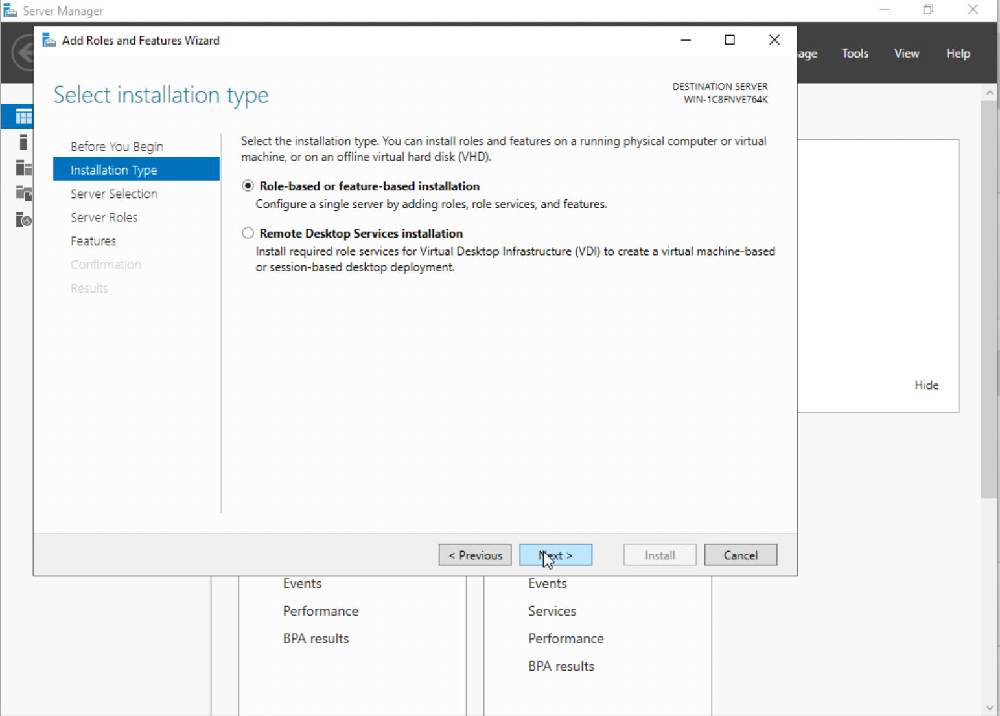 Server Manager
Add Roles and Features Wizard
Tools
View
Help
Select installation type
DESTINATION SERVER
WIN-1C8FNVE764K
Before You Begin
Installation Type
Server Selection
Server Roles
Features
Confirmation
Results
Select the installation type. You can install roles and features on a running physical computer or virtual
machine, or on an offline virtual hard disk (VHD).
Role-based or feature-based installation
Configure a single server by adding roles, role services, and features.
Remote Desktop Services installation
Install required role services for Virtual Desktop Infrastructure (VDI) to create a virtual machine-based
or session-based desktop deployment.
Hide
< Previous
Next >
Install
Cancel
Events
Performance
BPA results
Events
Services
Performance
BPA results